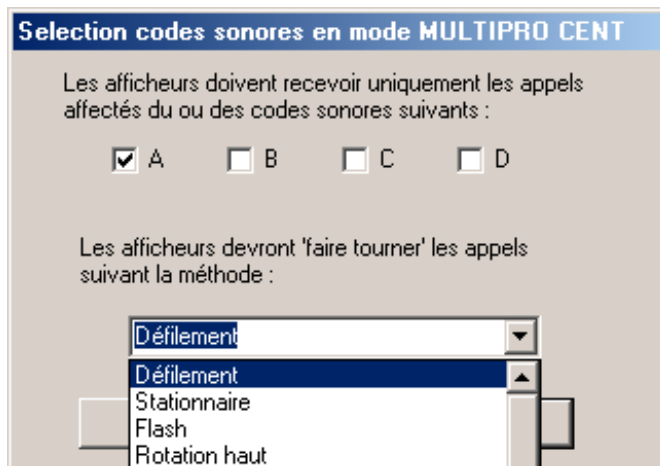 Selection codes sonores en mode MULTIPRO CENT
Les afficheurs doivent recevoir uniquement les appels
affectés du ou des codes sonores suivants :
A B C D
Les afficheurs devront 'faire tourner' les appels
suivant la méthode :
Défilement
Défilement
Stationnaire
Flash
Rotation haut